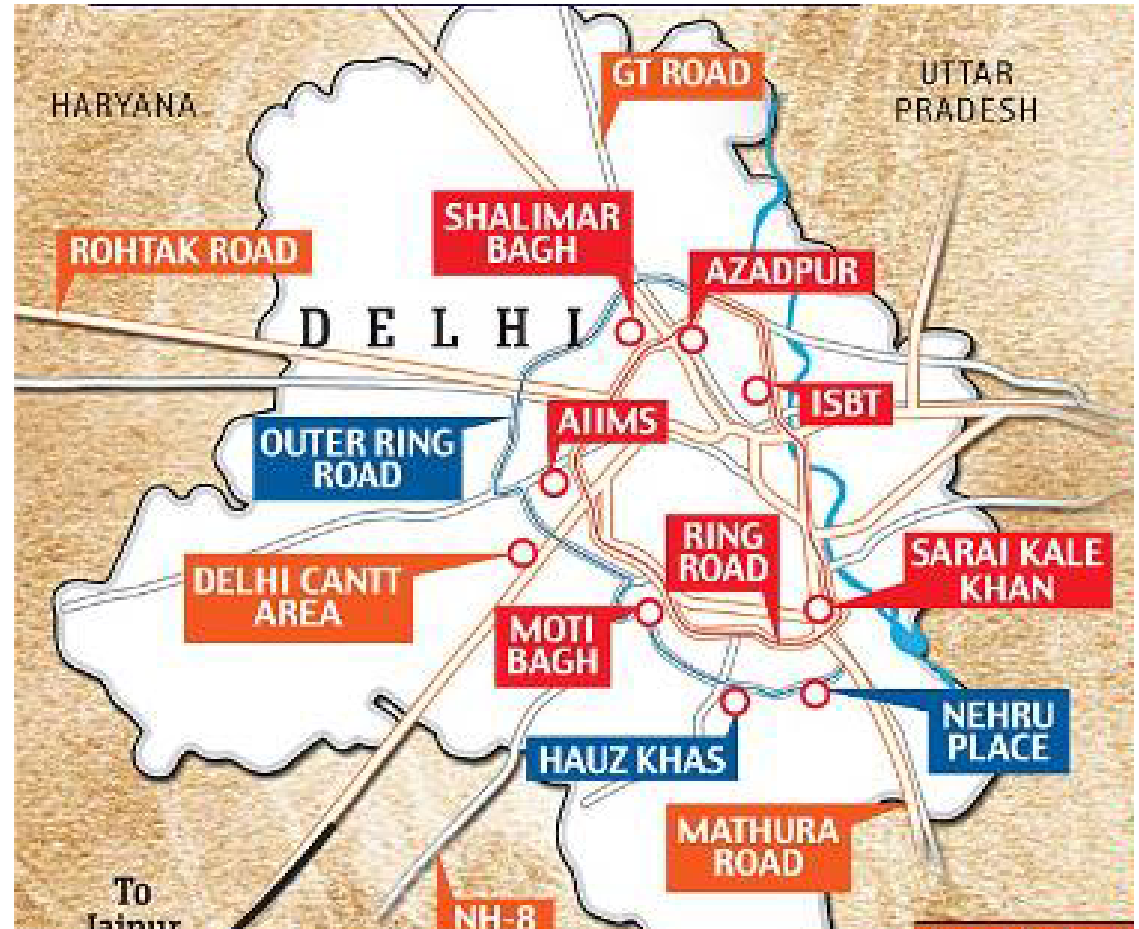 GT ROAD
UTTAR
PRADESH
HARYANA
SHALIMAR
BAGH
ROHTAK ROAD
AZADPUR
DELHI
ISBT
AIIMS
OUTER RING
ROAD
RING
ROAD
SARAI KALE
KHAN
DELHI CANTT
AREA
MOTI
BAGH
NEHRU
PLACE
HAUZ KHAS
MATHURA
ROAD
To
Jaipur
NH-8